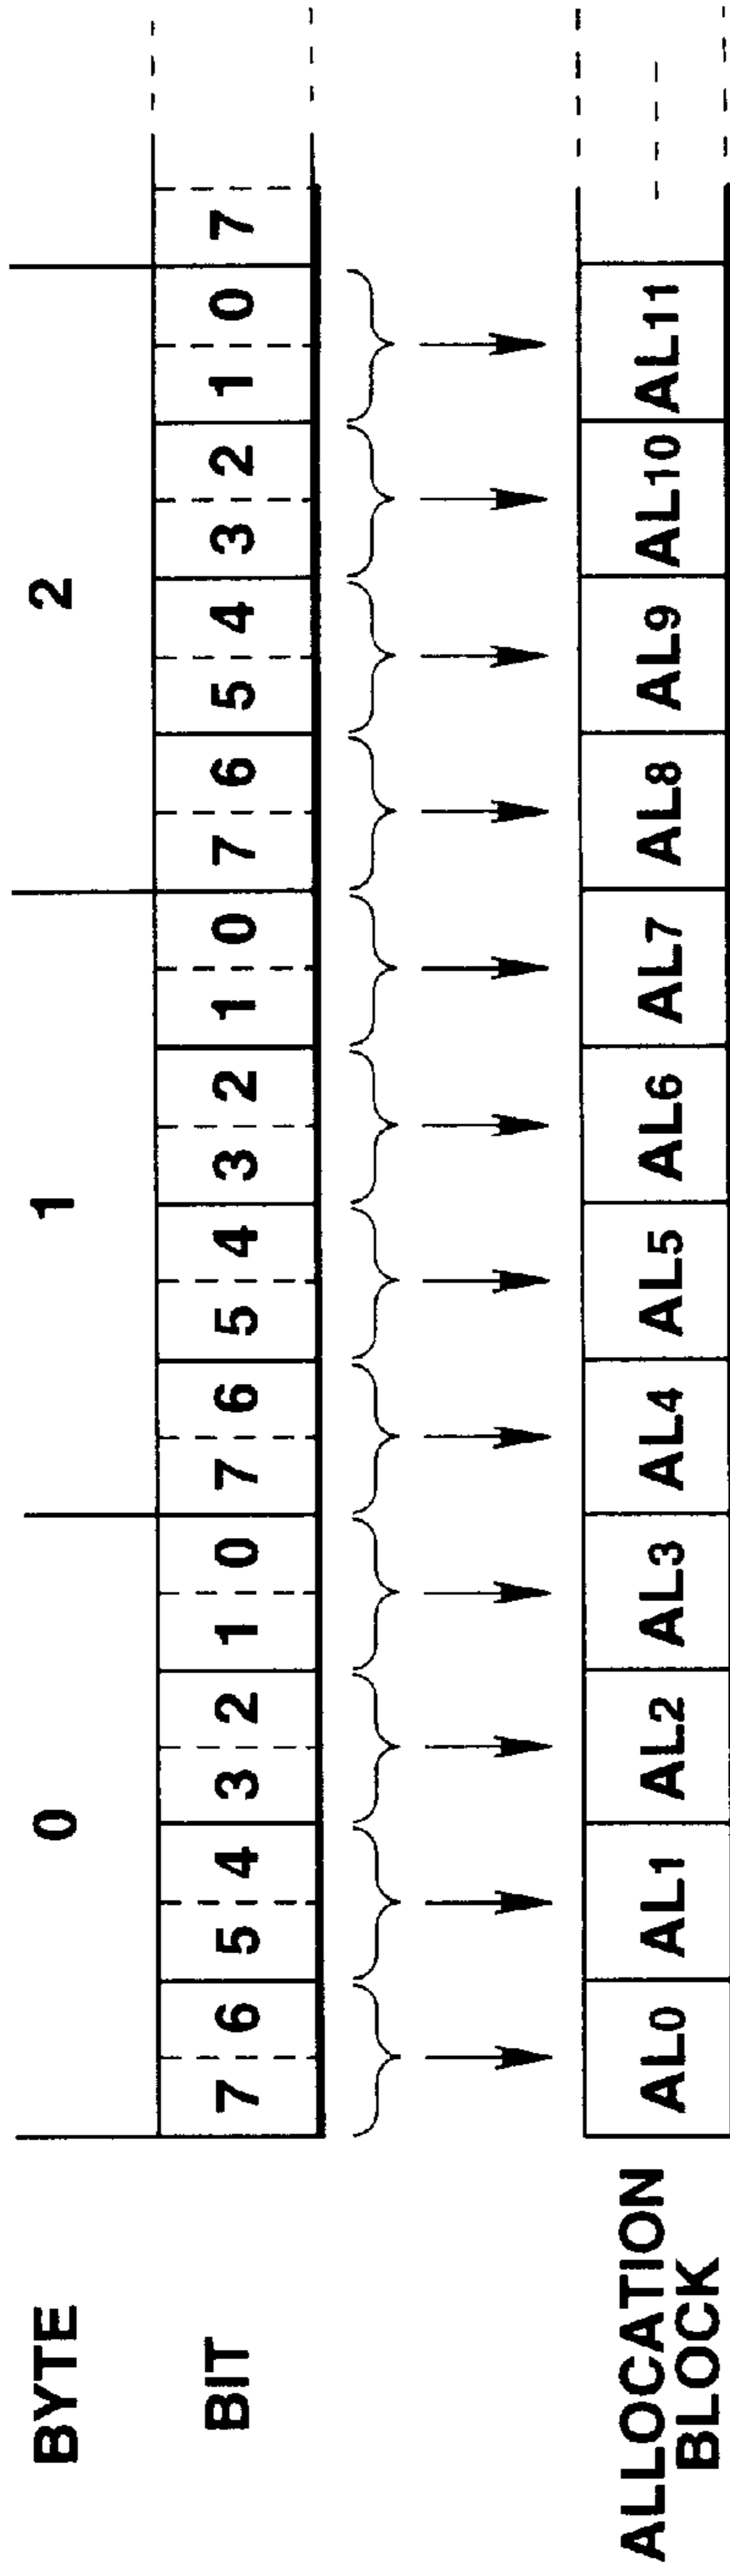 BYTE 0 1 2
BIT 7 6 5 4 3 2 1 0 7 6 5 4 3 2 1 0 7 6 5 4 3 2 1 0 7
ALLOCATION BLOCK AL0 AL1 AL2 AL3 AL4 AL5 AL6 AL7 AL8 AL9 AL10 AL11